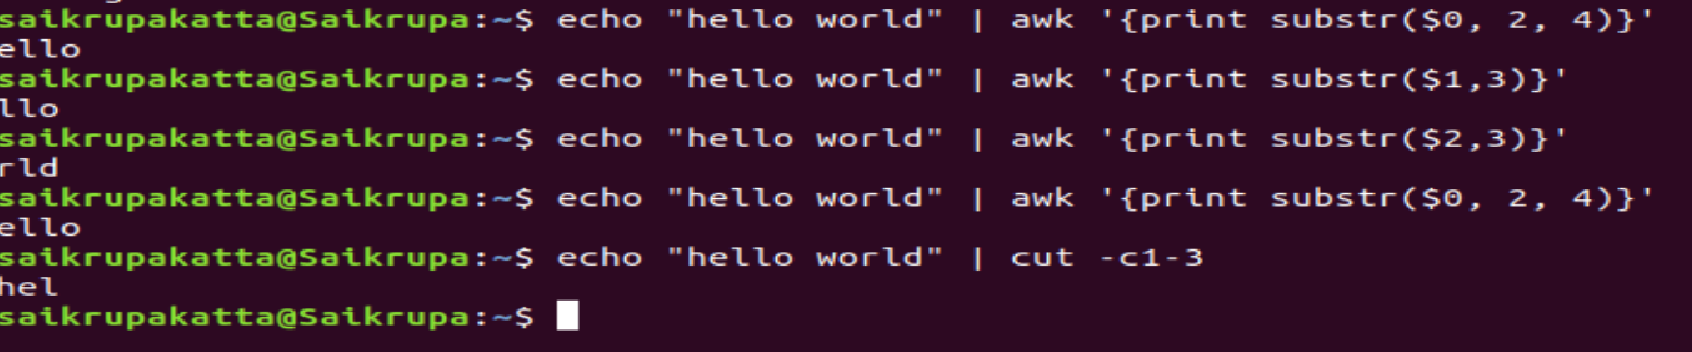 saikrupakatta@Saikrupa:~$ echo "hello world" | awk '{print substr($0, 2, 4)}'
ello
saikrupakatta@Saikrupa:~$ echo "hello world" | awk '{print substr($1,3)}'
llo
saikrupakatta@Saikrupa:~$ echo "hello world" | awk '{print substr($2,3)}'
rld
saikrupakatta@Saikrupa:~$ echo "hello world" | awk '{print substr($0, 2, 4)}'
ello
saikrupakatta@Saikrupa:~$ echo "hello world" | cut -c1-3
hel
saikrupakatta@Saikrupa:~$